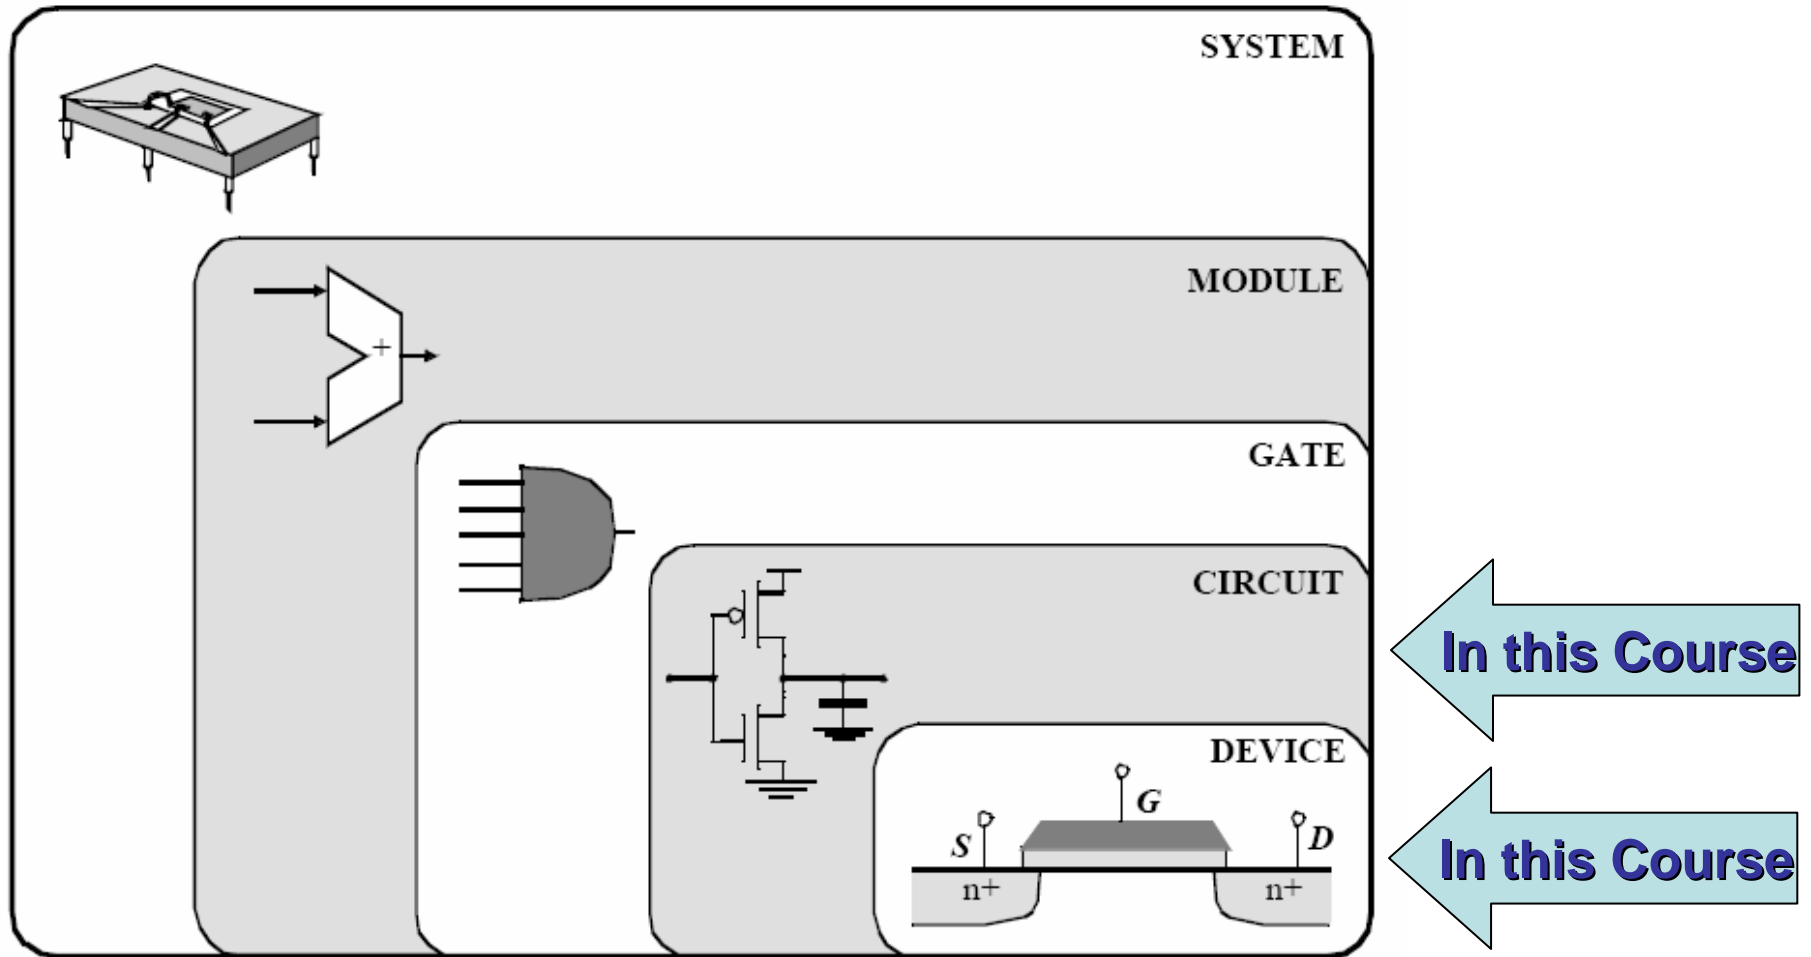 SYSTEM
MODULE
+
GATE
CIRCUIT
In this Course
DEVICE
G
S
D
In this Course
n+
n+